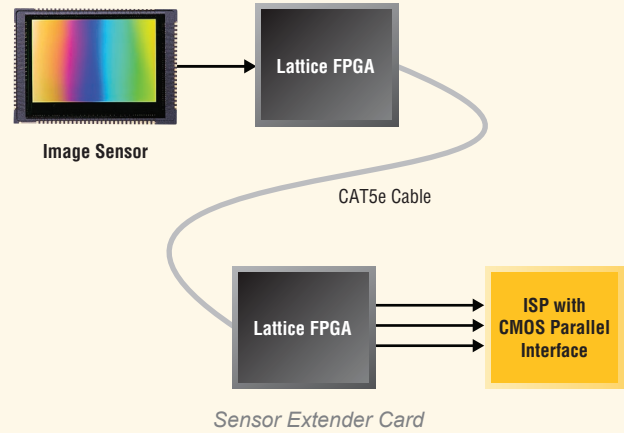 Lattice FPGA
Image Sensor
CAT5e Cable
Lattice FPGA
ISP with
CMOS Parallel
Interface
Sensor Extender Card